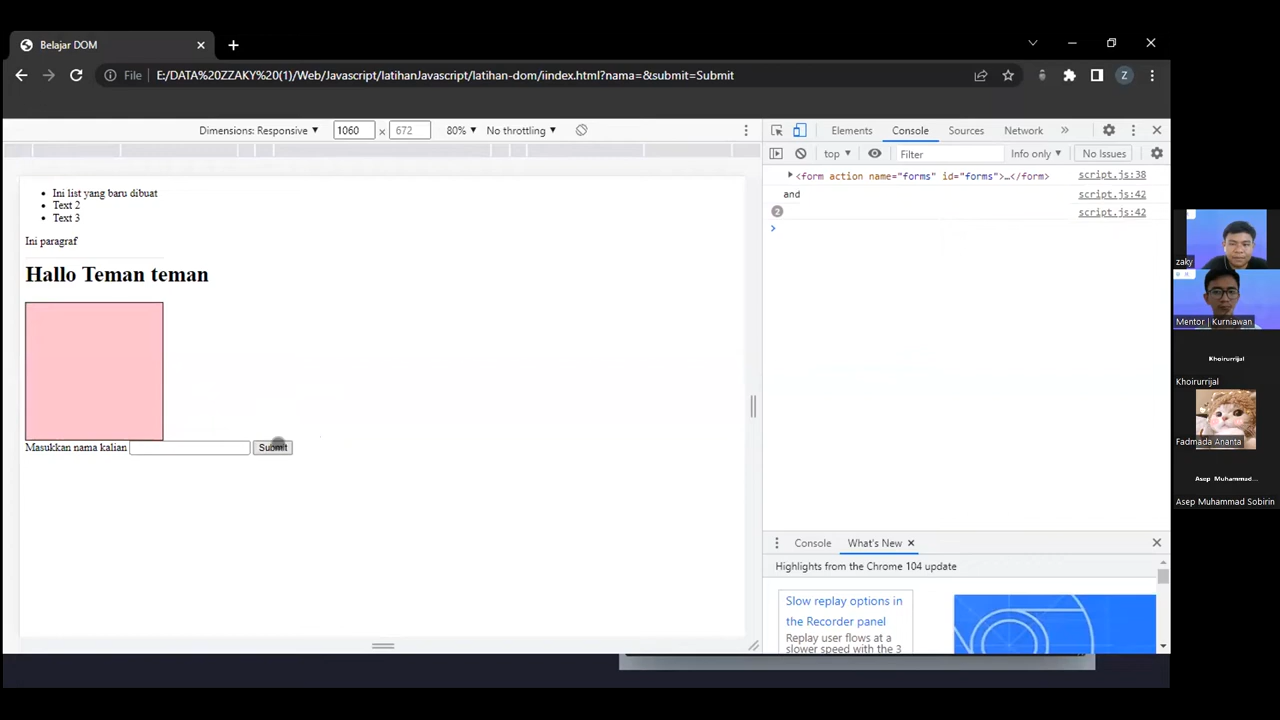 Belajar DOM
File E:/DATA%20ZZAKY%20(1)/Web/Javascript/latihanJavascript/latihan-dom/iindex.html?nama=&submit=Submit
Z
Dimensions: Responsive 1060 × 672 80% No throttling
Elements Console Sources Network
top Filter Info only No Issues
<form action name="forms" id="forms">…</form> script.js:38
and script.js:42
2 script.js:42
Ini list yang baru dibuat
Text 2
Text 3
Ini paragraf
Hallo Teman teman
Masukkan nama kalian Submit
Console What's New
Highlights from the Chrome 104 update
Slow replay options in
the Recorder panel
Replay user flows at a
slower speed with the 3
zaky
Mentor | Kurniawan
Khoirurrijal
Khoirurrijal
Fadmada Ananta
Asep Muhammad...
Asep Muhammad Sobirin